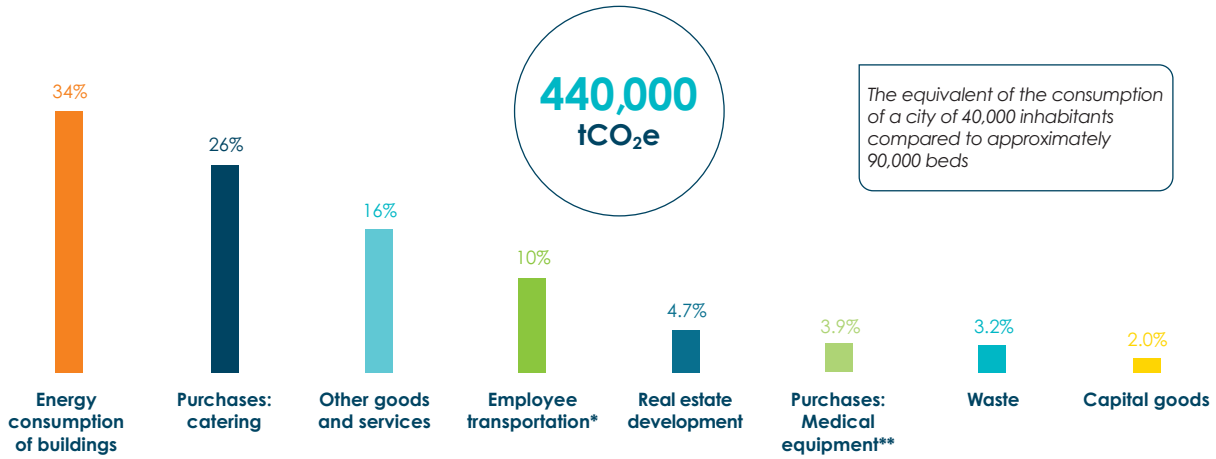 440,000
tCO₂e
The equivalent of the consumption
of a city of 40,000 inhabitants
compared to approximately
90,000 beds
34%
26%
16%
10%
4.7%
3.9%
3.2%
2.0%
Energy
consumption
of buildings
Purchases:
catering
Other goods
and services
Employee
transportation*
Real estate
development
Purchases:
Medical
equipment**
Waste
Capital goods